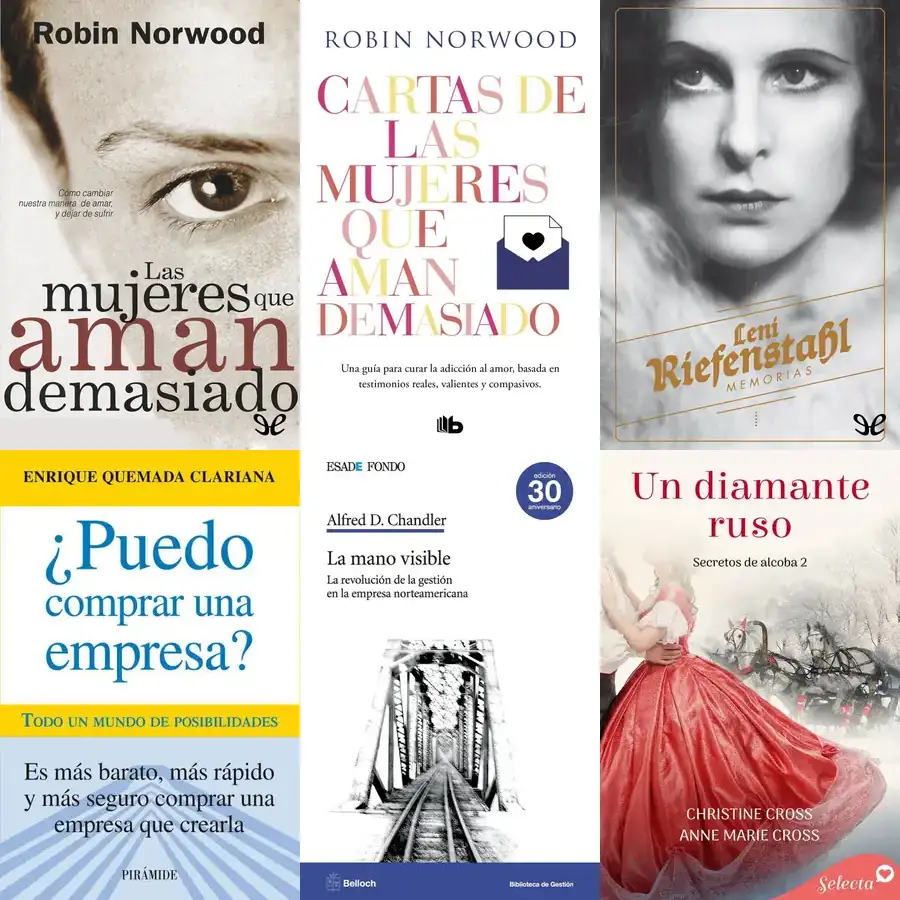 Robin Norwood
Cómo cambiar
nuestra manera de amar,
y dejar de sufrir
Las
mujeres que
aman
demasiado
ROBIN NORWOOD
CARTAS DE
LAS
MUJERES
QUE
AMAN
DEMASIADO
Una guía para curar la adicción al amor, basada en
testimonios reales, valientes y compasivos.
b
Leni
Riefenstahl
MEMORIAS
ENRIQUE QUEMADA CLARIANA
¿Puedo
comprar una
empresa?
TODO UN MUNDO DE POSIBILIDADES
Es más barato, más rápido
y más seguro comprar una
empresa que crearla
PIRÁMIDE
ESADE FONDO
edición
30
aniversario
Alfred D. Chandler
La mano visible
La revolución de la gestión
en la empresa norteamericana
Belloch
Biblioteca de Gestión
Un diamante
ruso
Secretos de alcoba 2
CHRISTINE CROSS
ANNE MARIE CROSS
Selecta